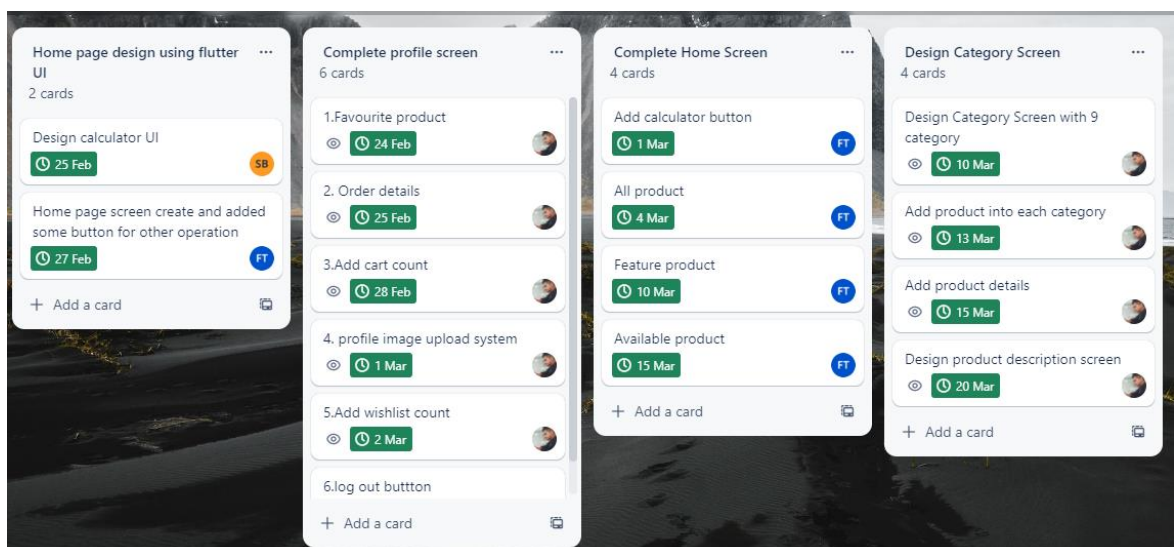 Home page design using flutter
UI
2 cards
Design calculator UI
25 Feb
SB
Home page screen create and added
some button for other operation
27 Feb
FT
+ Add a card
Complete profile screen
6 cards
1.Favourite product
24 Feb
2. Order details
25 Feb
3.Add cart count
28 Feb
4. profile image upload system
1 Mar
5.Add wishlist count
2 Mar
6.log out buttton
+ Add a card
Complete Home Screen
4 cards
Add calculator button
1 Mar
FT
All product
4 Mar
FT
Feature product
10 Mar
FT
Available product
15 Mar
FT
+ Add a card
Design Category Screen
4 cards
Design Category Screen with 9
category
10 Mar
Add product into each category
13 Mar
Add product details
15 Mar
Design product description screen
20 Mar
+ Add a card